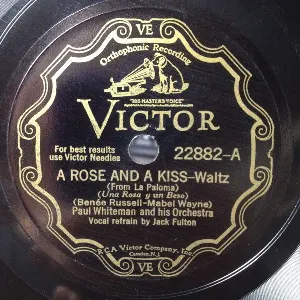 VE
Orthophonic Recording
"HIS MASTER'S VOICE"
VICTOR
For best results
use Victor Needles
22882-A
A ROSE AND A KISS-Waltz
(From La Paloma)
(Una Rosa y un Beso)
(Benée Russell-Mabel Wayne)
Paul Whiteman and his Orchestra
Vocal refrain by Jack Fulton
RCA Victor Company, Inc.
Camden, N.J.
VE